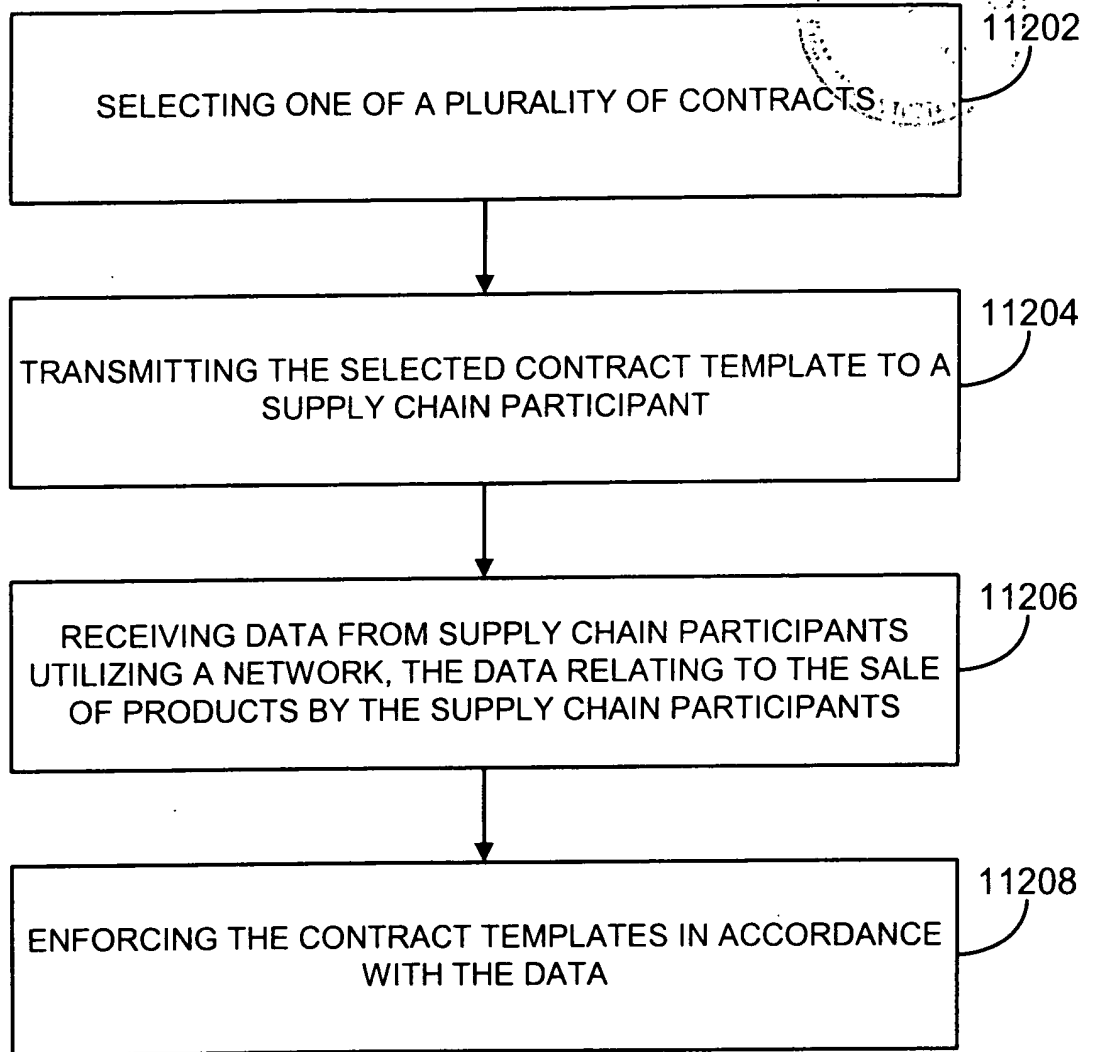 11202
SELECTING ONE OF A PLURALITY OF CONTRACTS
11204
TRANSMITTING THE SELECTED CONTRACT TEMPLATE TO A
SUPPLY CHAIN PARTICIPANT
11206
RECEIVING DATA FROM SUPPLY CHAIN PARTICIPANTS
UTILIZING A NETWORK, THE DATA RELATING TO THE SALE
OF PRODUCTS BY THE SUPPLY CHAIN PARTICIPANTS
11208
ENFORCING THE CONTRACT TEMPLATES IN ACCORDANCE
WITH THE DATA